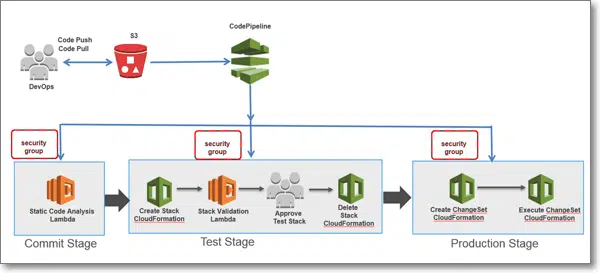 Code Push
Code Pull
S3
CodePipeline
DevOps
security
group
security
group
security
group
Static Code Analysis
Lambda
Create Stack
CloudFormation
Stack Validation
Lambda
Approve
Test Stack
Delete
Stack
CloudFormation
Create ChangeSet
CloudFormation
Execute ChangeSet
CloudFormation
Commit Stage
Test Stage
Production Stage